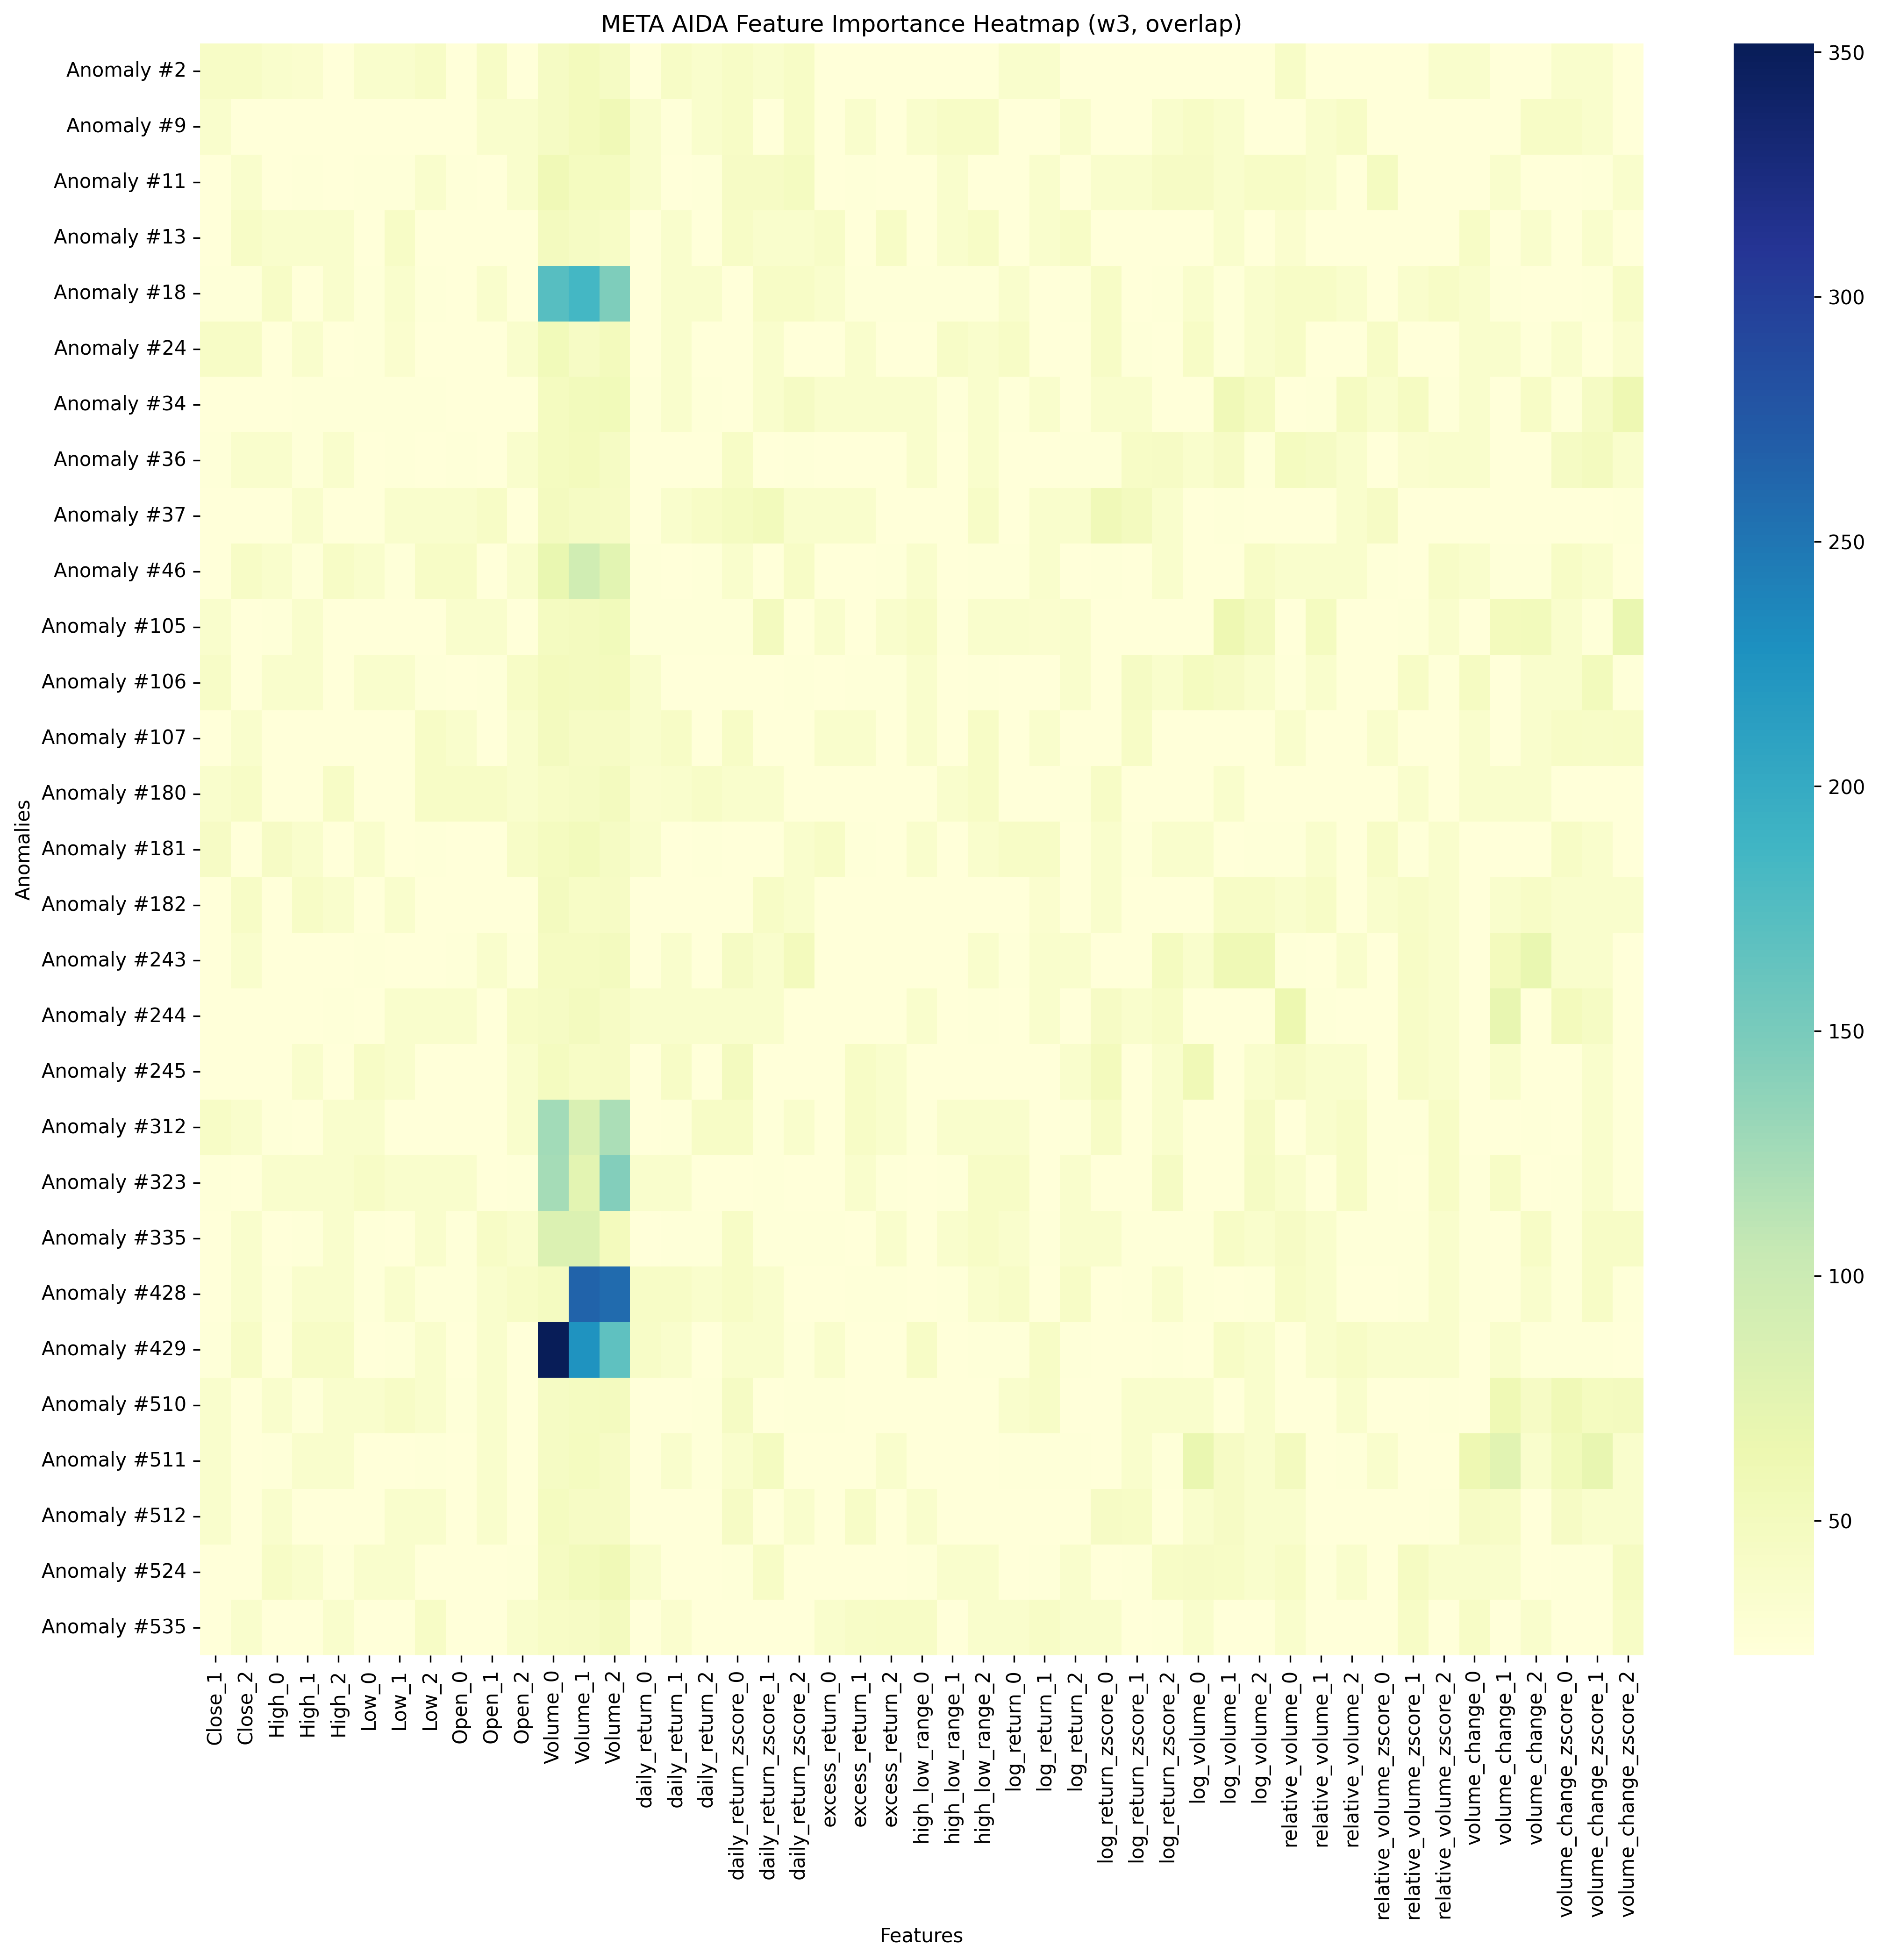 META AIDA Feature Importance Heatmap (w3, overlap)
Anomalies
Anomaly #2
Anomaly #9
Anomaly #11
Anomaly #13
Anomaly #18
Anomaly #24
Anomaly #34
Anomaly #36
Anomaly #37
Anomaly #46
Anomaly #105
Anomaly #106
Anomaly #107
Anomaly #180
Anomaly #181
Anomaly #182
Anomaly #243
Anomaly #244
Anomaly #245
Anomaly #312
Anomaly #323
Anomaly #335
Anomaly #428
Anomaly #429
Anomaly #510
Anomaly #511
Anomaly #512
Anomaly #524
Anomaly #535
Close_1
Close_2
High_0
High_1
High_2
Low_0
Low_1
Low_2
Open_0
Open_1
Open_2
Volume_0
Volume_1
Volume_2
daily_return_0
daily_return_1
daily_return_2
daily_return_zscore_0
daily_return_zscore_1
daily_return_zscore_2
excess_return_0
excess_return_1
excess_return_2
high_low_range_0
high_low_range_1
high_low_range_2
log_return_0
log_return_1
log_return_2
log_return_zscore_0
log_return_zscore_1
log_return_zscore_2
log_volume_0
log_volume_1
log_volume_2
relative_volume_0
relative_volume_1
relative_volume_2
relative_volume_zscore_0
relative_volume_zscore_1
relative_volume_zscore_2
volume_change_0
volume_change_1
volume_change_2
volume_change_zscore_0
volume_change_zscore_1
volume_change_zscore_2
Features
350
300
250
200
150
100
50